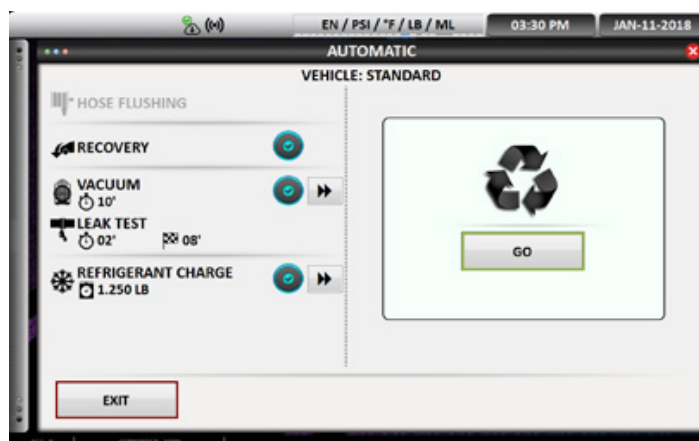 EN / PSI / °F / LB / ML
03:30 PM
JAN-11-2018
AUTOMATIC
VEHICLE: STANDARD
HOSE FLUSHING
RECOVERY
VACUUM
10'
LEAK TEST
02' 08'
REFRIGERANT CHARGE
1.250 LB
GO
EXIT